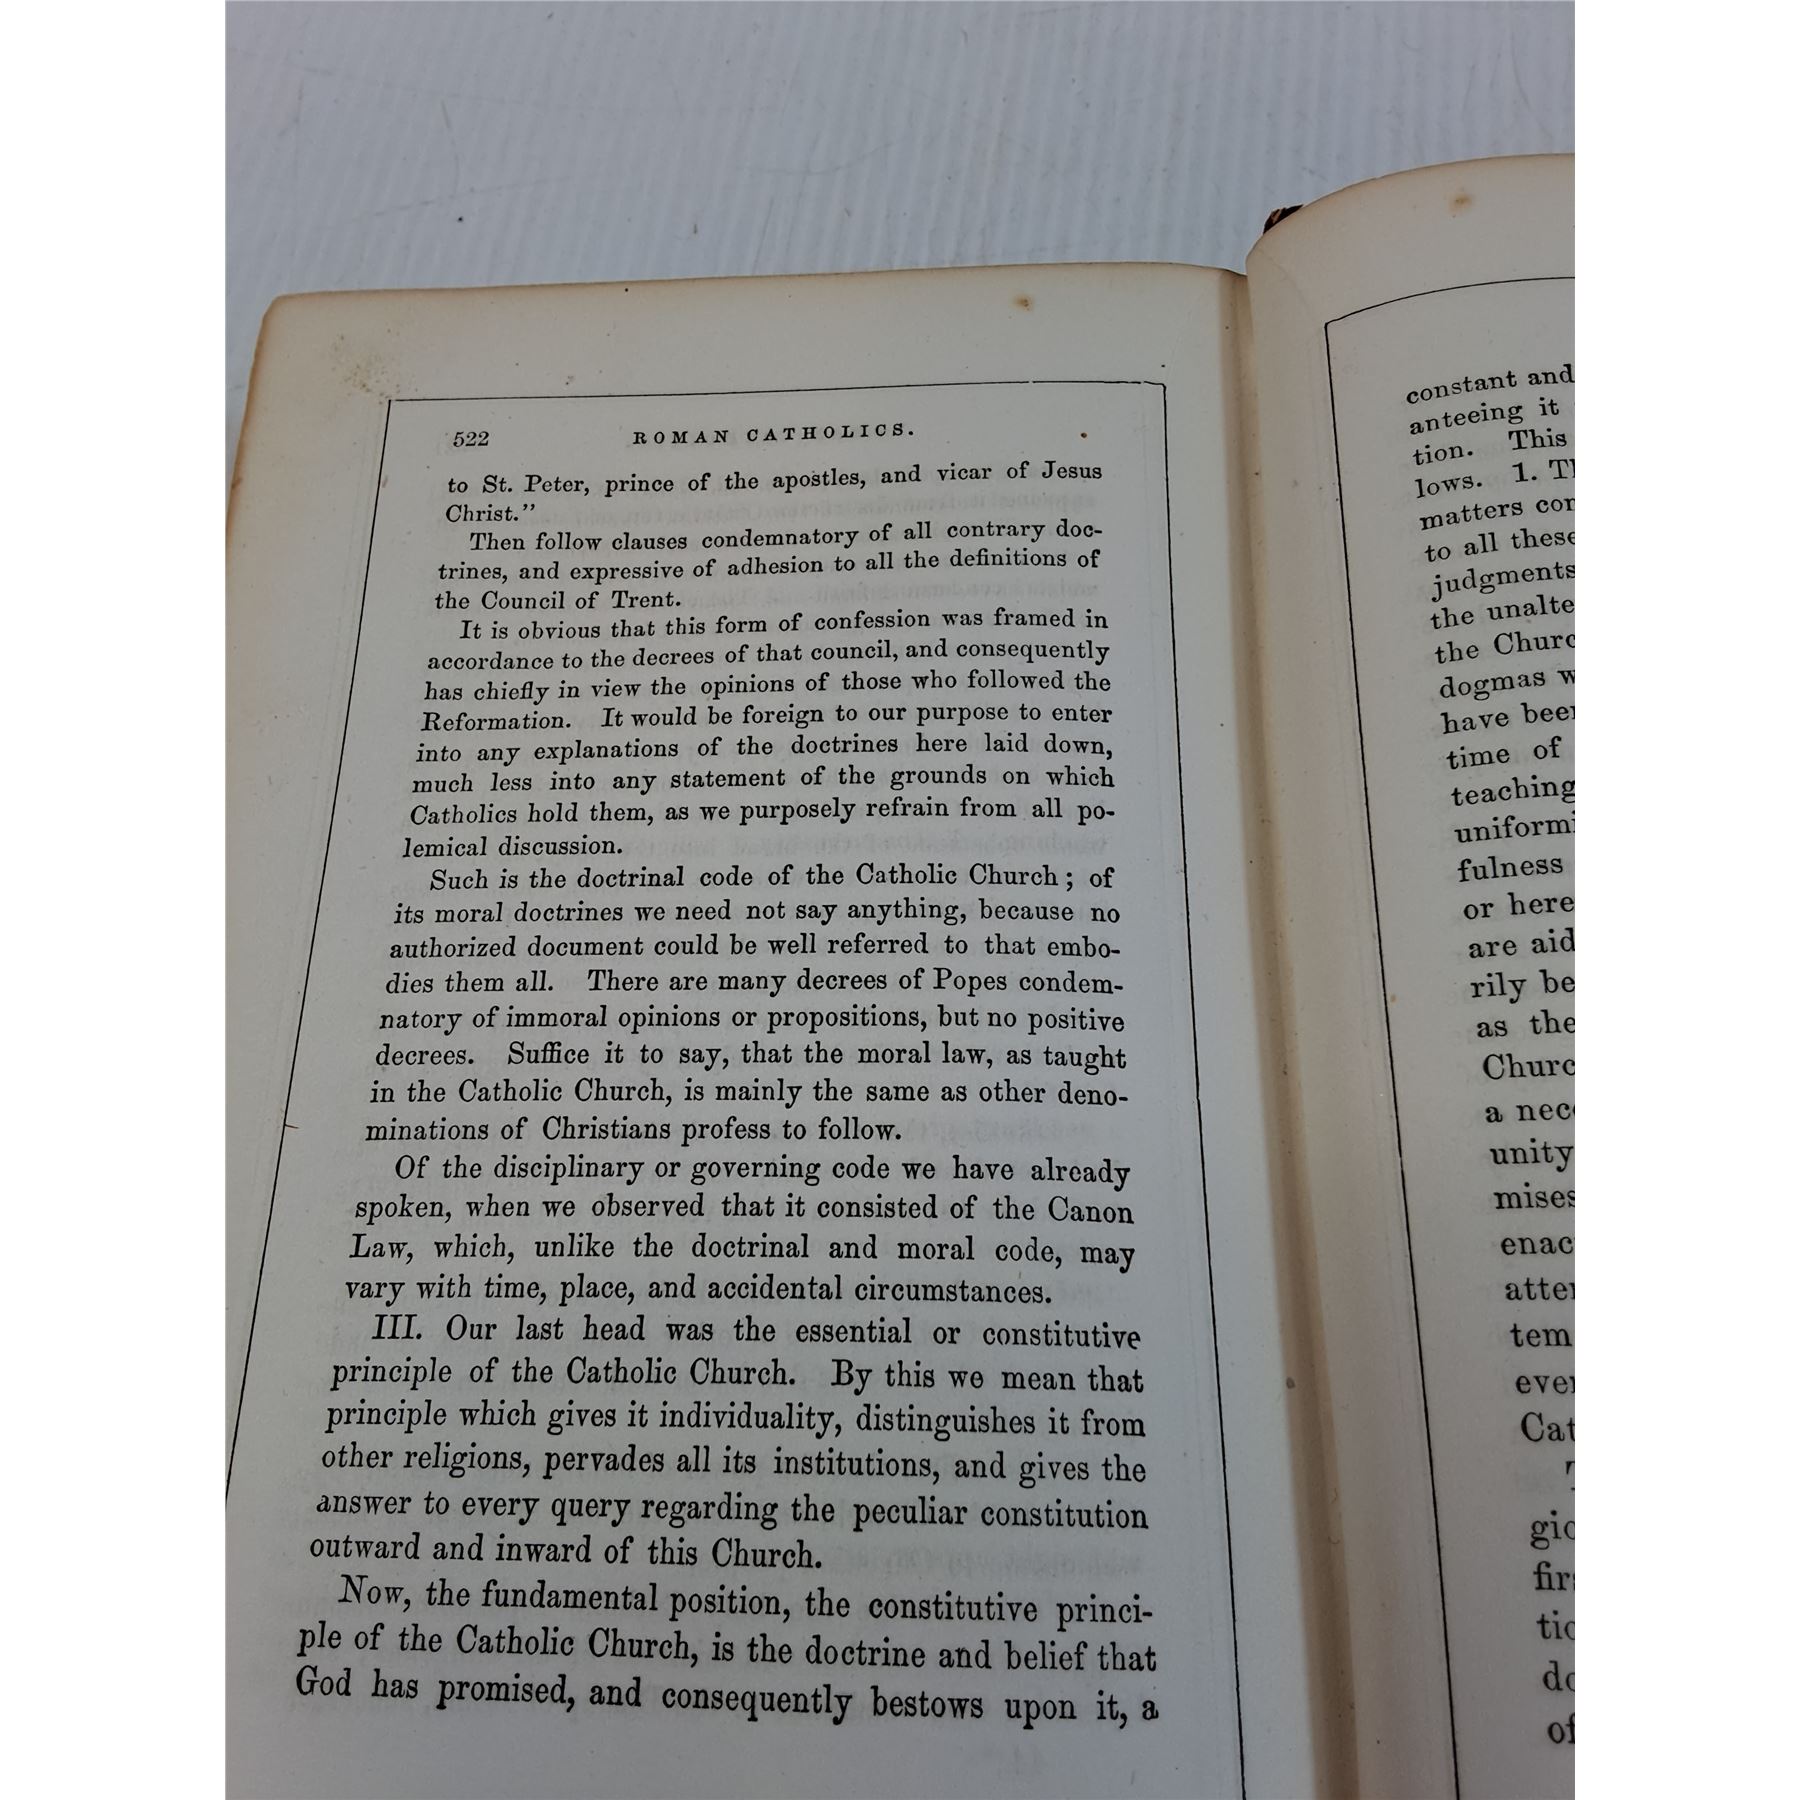 522 ROMAN CATHOLICS.
to St. Peter, prince of the apostles, and vicar of Jesus
Christ.”
Then follow clauses condemnatory of all contrary doc-
trines, and expressive of adhesion to all the definitions of
the Council of Trent.
It is obvious that this form of confession was framed in
accordance to the decrees of that council, and consequently
has chiefly in view the opinions of those who followed the
Reformation. It would be foreign to our purpose to enter
into any explanations of the doctrines here laid down,
much less into any statement of the grounds on which
Catholics hold them, as we purposely refrain from all po-
lemical discussion.
Such is the doctrinal code of the Catholic Church; of
its moral doctrines we need not say anything, because no
authorized document could be well referred to that embo-
dies them all. There are many decrees of Popes condem-
natory of immoral opinions or propositions, but no positive
decrees. Suffice it to say, that the moral law, as taught
in the Catholic Church, is mainly the same as other deno-
minations of Christians profess to follow.
Of the disciplinary or governing code we have already
spoken, when we observed that it consisted of the Canon
Law, which, unlike the doctrinal and moral code, may
vary with time, place, and accidental circumstances.
III. Our last head was the essential or constitutive
principle of the Catholic Church. By this we mean that
principle which gives it individuality, distinguishes it from
other religions, pervades all its institutions, and gives the
answer to every query regarding the peculiar constitution
outward and inward of this Church.
Now, the fundamental position, the constitutive princi-
ple of the Catholic Church, is the doctrine and belief that
God has promised, and consequently bestows upon it, a
constant and
anteeing it
tion. This
lows. 1.
matters
to all these
judgments
the
the
dogmas
have been
time of
teaching
fulness
or
are
rily be
as the
a
unity